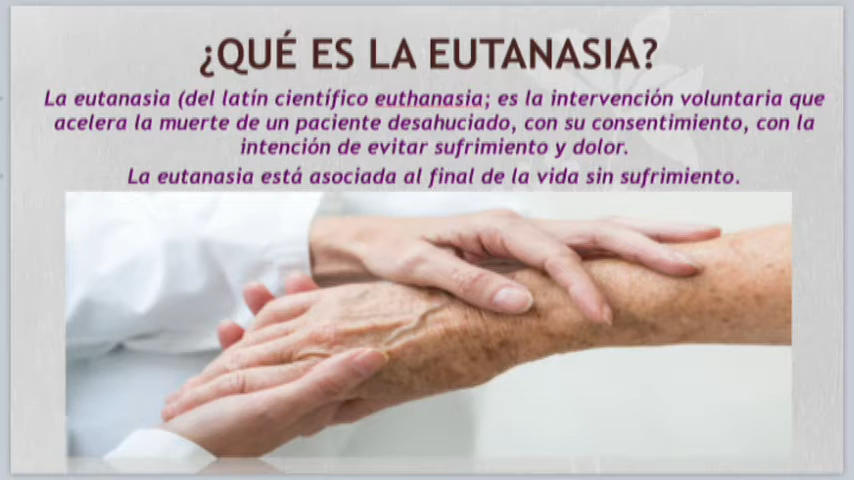 ¿QUÉ ES LA EUTANASIA?
La eutanasia (del latín científico euthanasia; es la intervención voluntaria que
acelera la muerte de un paciente desahuciado, con su consentimiento, con la
intención de evitar sufrimiento y dolor.
La eutanasia está asociada al final de la vida sin sufrimiento.